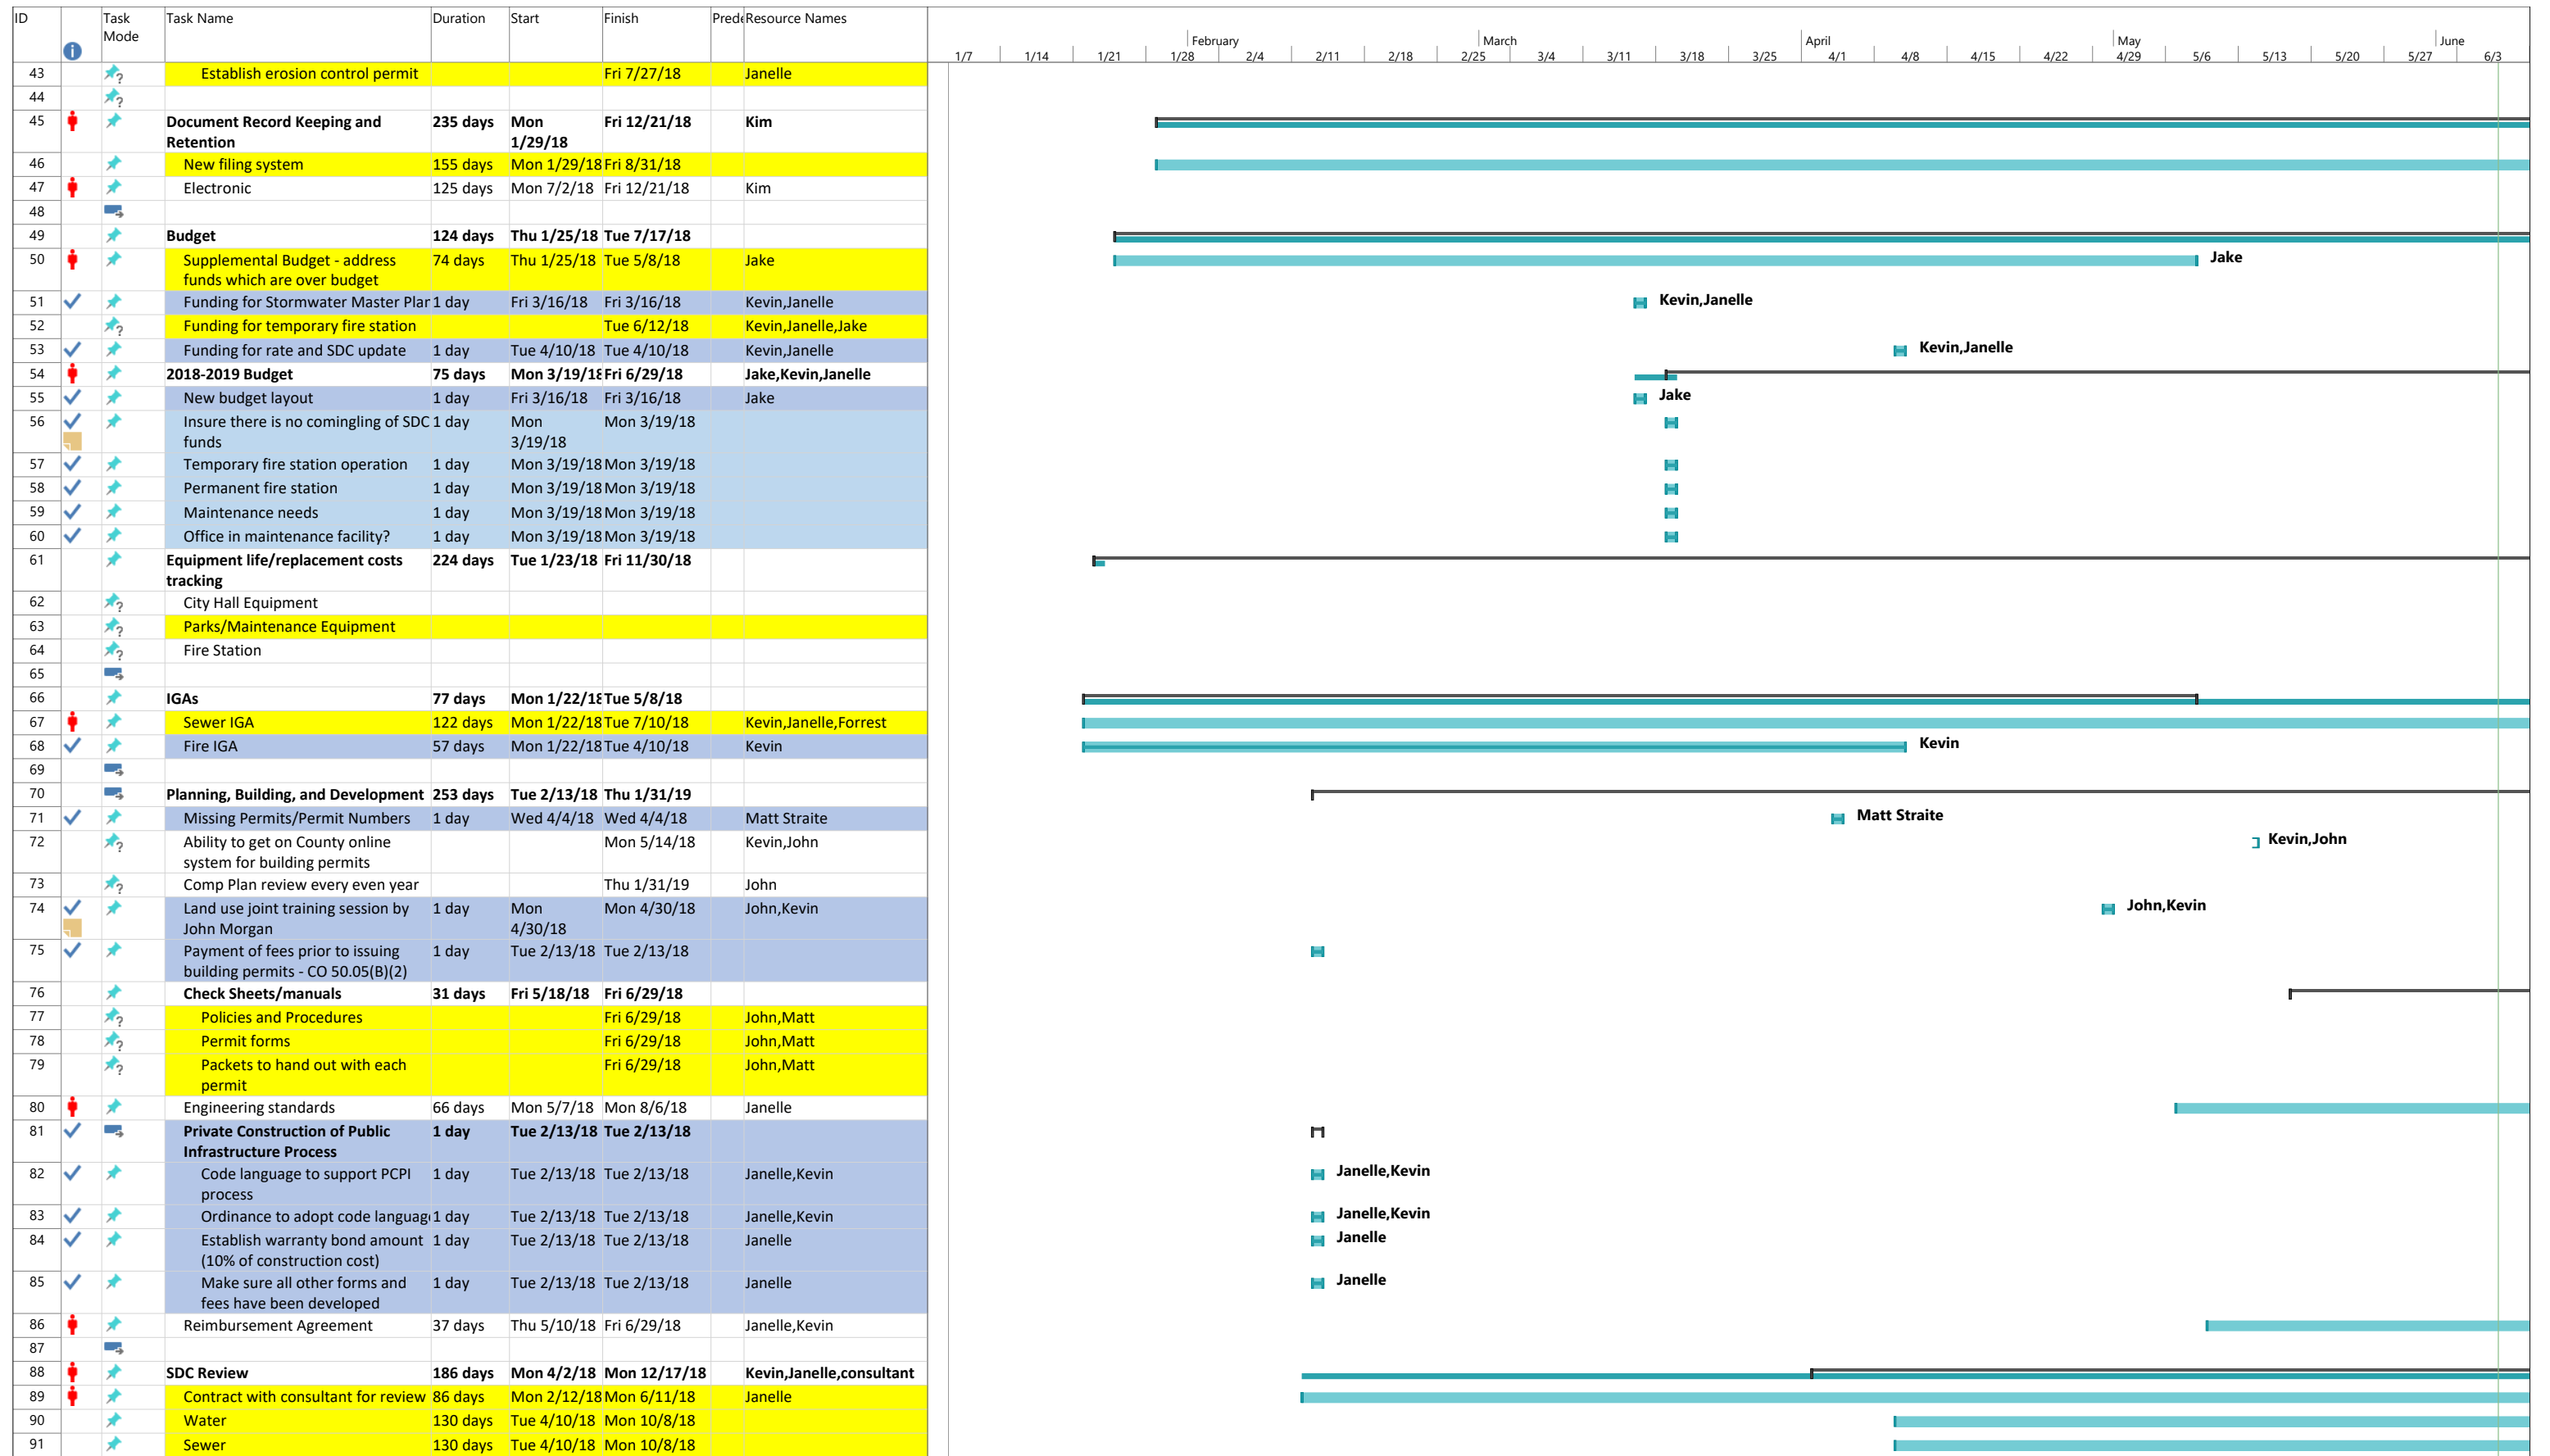 ID Task Mode Task Name Duration Start Finish Prede Resource Names
February March April May June
1/7 1/14 1/21 1/28 2/4 2/11 2/18 2/25 3/4 3/11 3/18 3/25 4/1 4/8 4/15 4/22 4/29 5/6 5/13 5/20 5/27 6/3
43 Establish erosion control permit Fri 7/27/18 Janelle
44
45 Document Record Keeping and 235 days Mon Fri 12/21/18 Kim
Retention 1/29/18
46 New filing system 155 days Mon 1/29/18 Fri 8/31/18
47 Electronic 125 days Mon 7/2/18 Fri 12/21/18 Kim
48
49 Budget 124 days Thu 1/25/18 Tue 7/17/18
50 Supplemental Budget - address 74 days Thu 1/25/18 Tue 5/8/18 Jake Jake
funds which are over budget
51 Funding for Stormwater Master Plan 1 day Fri 3/16/18 Fri 3/16/18 Kevin,Janelle Kevin,Janelle
52 Funding for temporary fire station Tue 6/12/18 Kevin,Janelle,Jake
53 Funding for rate and SDC update 1 day Tue 4/10/18 Tue 4/10/18 Kevin,Janelle Kevin,Janelle
54 2018-2019 Budget 75 days Mon 3/19/18 Fri 6/29/18 Jake,Kevin,Janelle
55 New budget layout 1 day Fri 3/16/18 Fri 3/16/18 Jake Jake
56 Insure there is no comingling of SDC 1 day Mon Mon 3/19/18
funds 3/19/18
57 Temporary fire station operation 1 day Mon 3/19/18 Mon 3/19/18
58 Permanent fire station 1 day Mon 3/19/18 Mon 3/19/18
59 Maintenance needs 1 day Mon 3/19/18 Mon 3/19/18
60 Office in maintenance facility? 1 day Mon 3/19/18 Mon 3/19/18
61 Equipment life/replacement costs 224 days Tue 1/23/18 Fri 11/30/18
tracking
62 City Hall Equipment
63 Parks/Maintenance Equipment
64 Fire Station
65
66 IGAs 77 days Mon 1/22/18 Tue 5/8/18
67 Sewer IGA 122 days Mon 1/22/18 Tue 7/10/18 Kevin,Janelle,Forrest
68 Fire IGA 57 days Mon 1/22/18 Tue 4/10/18 Kevin Kevin
69
70 Planning, Building, and Development 253 days Tue 2/13/18 Thu 1/31/19
71 Missing Permits/Permit Numbers 1 day Wed 4/4/18 Wed 4/4/18 Matt Straite Matt Straite
72 Ability to get on County online Mon 5/14/18 Kevin,John Kevin,John
system for building permits
73 Comp Plan review every even year Thu 1/31/19 John
74 Land use joint training session by 1 day Mon Mon 4/30/18 John,Kevin John,Kevin
John Morgan 4/30/18
75 Payment of fees prior to issuing 1 day Tue 2/13/18 Tue 2/13/18
building permits - CO 50.05(B)(2)
76 Check Sheets/manuals 31 days Fri 5/18/18 Fri 6/29/18
77 Policies and Procedures Fri 6/29/18 John,Matt
78 Permit forms Fri 6/29/18 John,Matt
79 Packets to hand out with each Fri 6/29/18 John,Matt
permit
80 Engineering standards 66 days Mon 5/7/18 Mon 8/6/18 Janelle
81 Private Construction of Public 1 day Tue 2/13/18 Tue 2/13/18
Infrastructure Process
82 Code language to support PCPI 1 day Tue 2/13/18 Tue 2/13/18 Janelle,Kevin Janelle,Kevin
process
83 Ordinance to adopt code language 1 day Tue 2/13/18 Tue 2/13/18 Janelle,Kevin Janelle,Kevin
84 Establish warranty bond amount 1 day Tue 2/13/18 Tue 2/13/18 Janelle Janelle
(10% of construction cost)
85 Make sure all other forms and 1 day Tue 2/13/18 Tue 2/13/18 Janelle Janelle
fees have been developed
86 Reimbursement Agreement 37 days Thu 5/10/18 Fri 6/29/18 Janelle,Kevin
87
88 SDC Review 186 days Mon 4/2/18 Mon 12/17/18 Kevin,Janelle,consultant
89 Contract with consultant for review 86 days Mon 2/12/18 Mon 6/11/18 Janelle
90 Water 130 days Tue 4/10/18 Mon 10/8/18
91 Sewer 130 days Tue 4/10/18 Mon 10/8/18